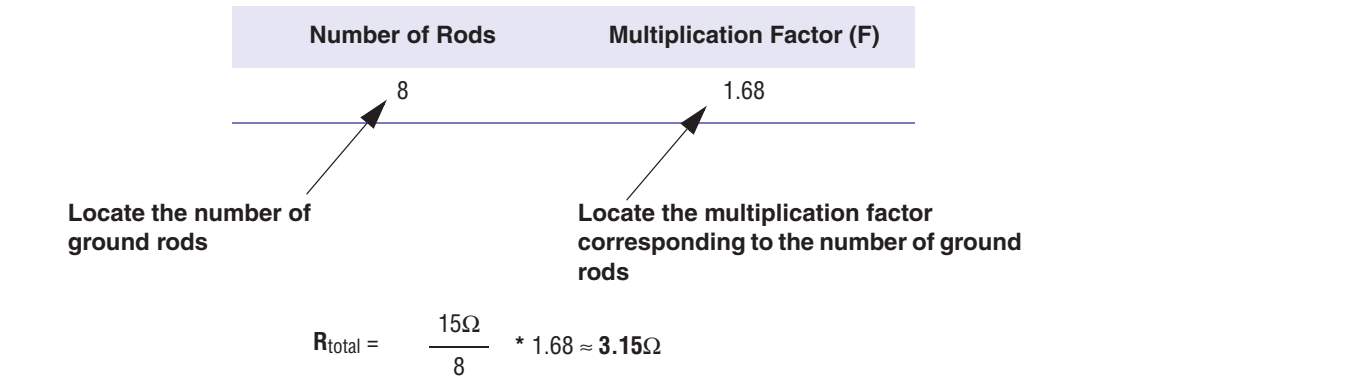 Number of Rods Multiplication Factor (F)
8 1.68
Locate the number of
ground rods
Locate the multiplication factor
corresponding to the number of ground
rods
15Ω
Rtotal = * 1.68 ≈ 3.15Ω
8